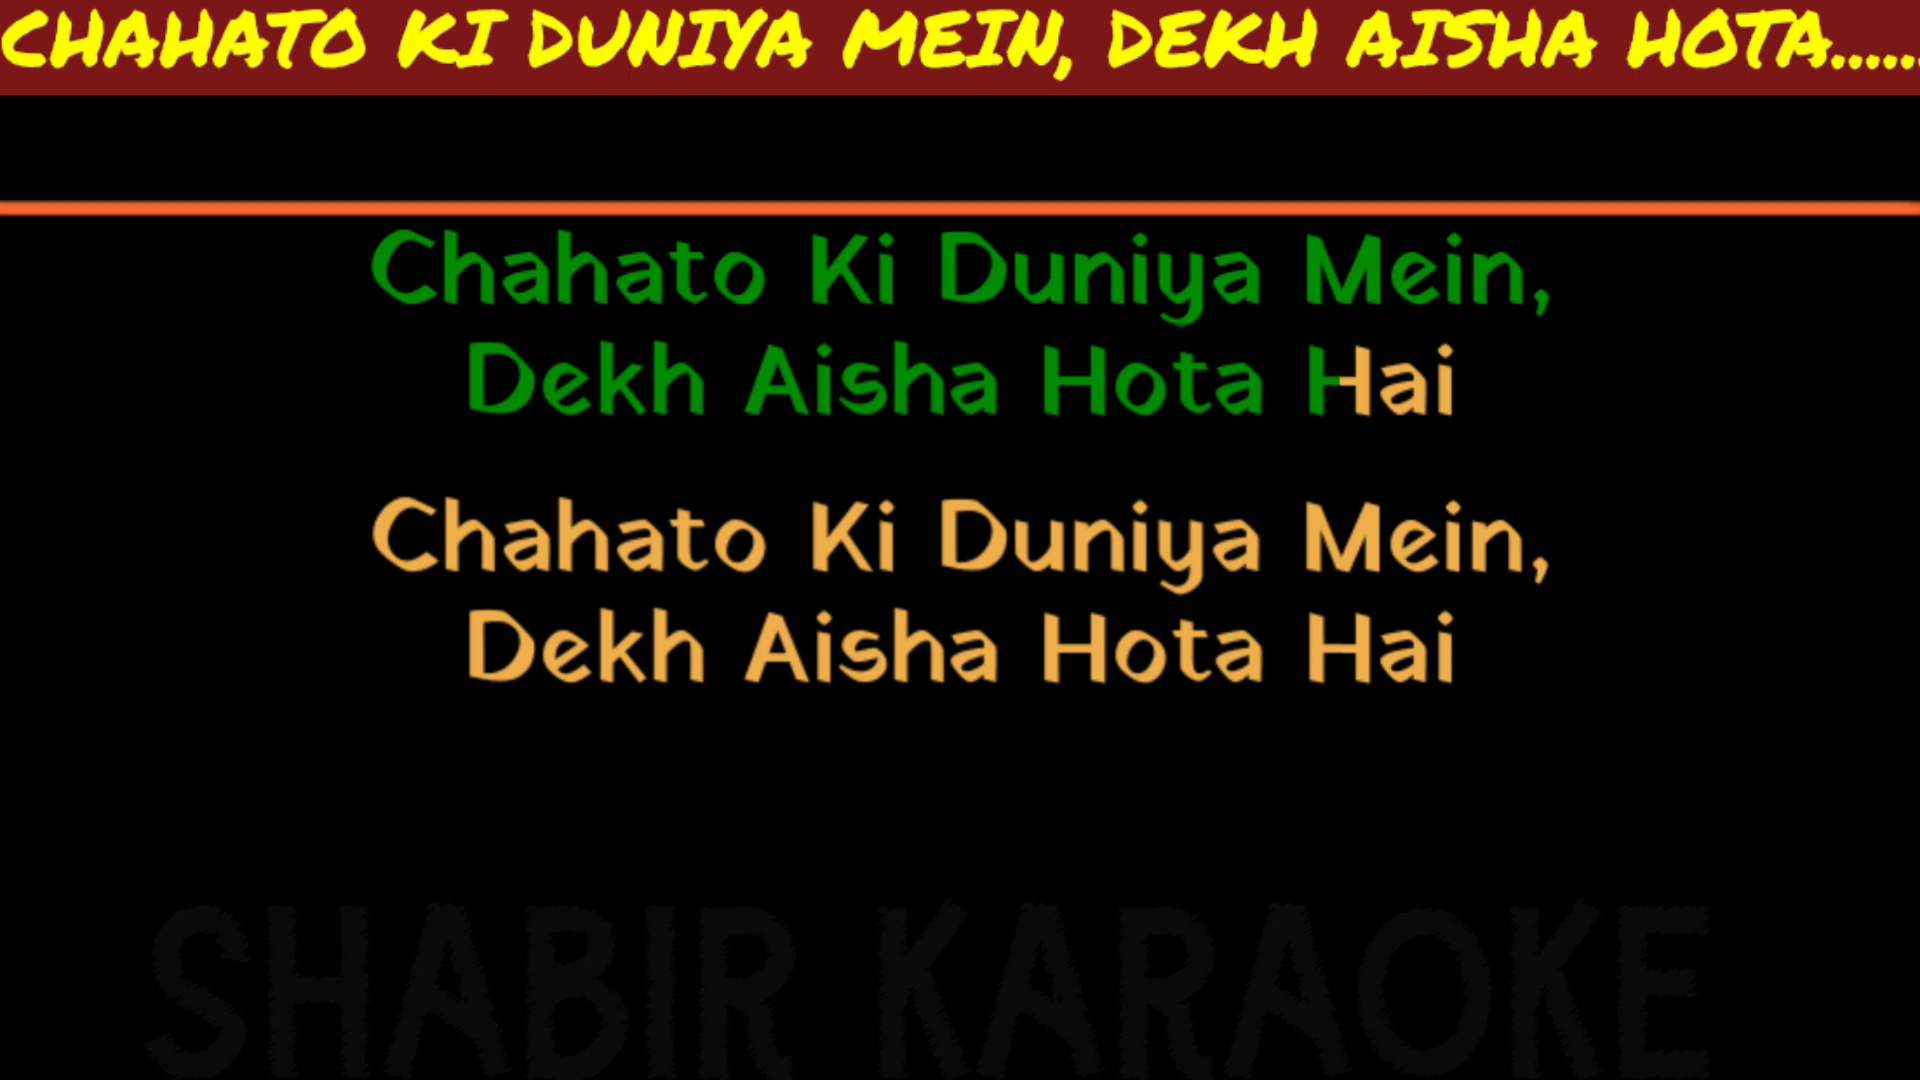 CHAHATO KI DUNIYA MEIN, DEKH AISHA HOTA......
Chahato Ki Duniya Mein,
Dekh Aisha Hota Hai
Chahato Ki Duniya Mein,
Dekh Aisha Hota Hai
SHABIR KARAOKE